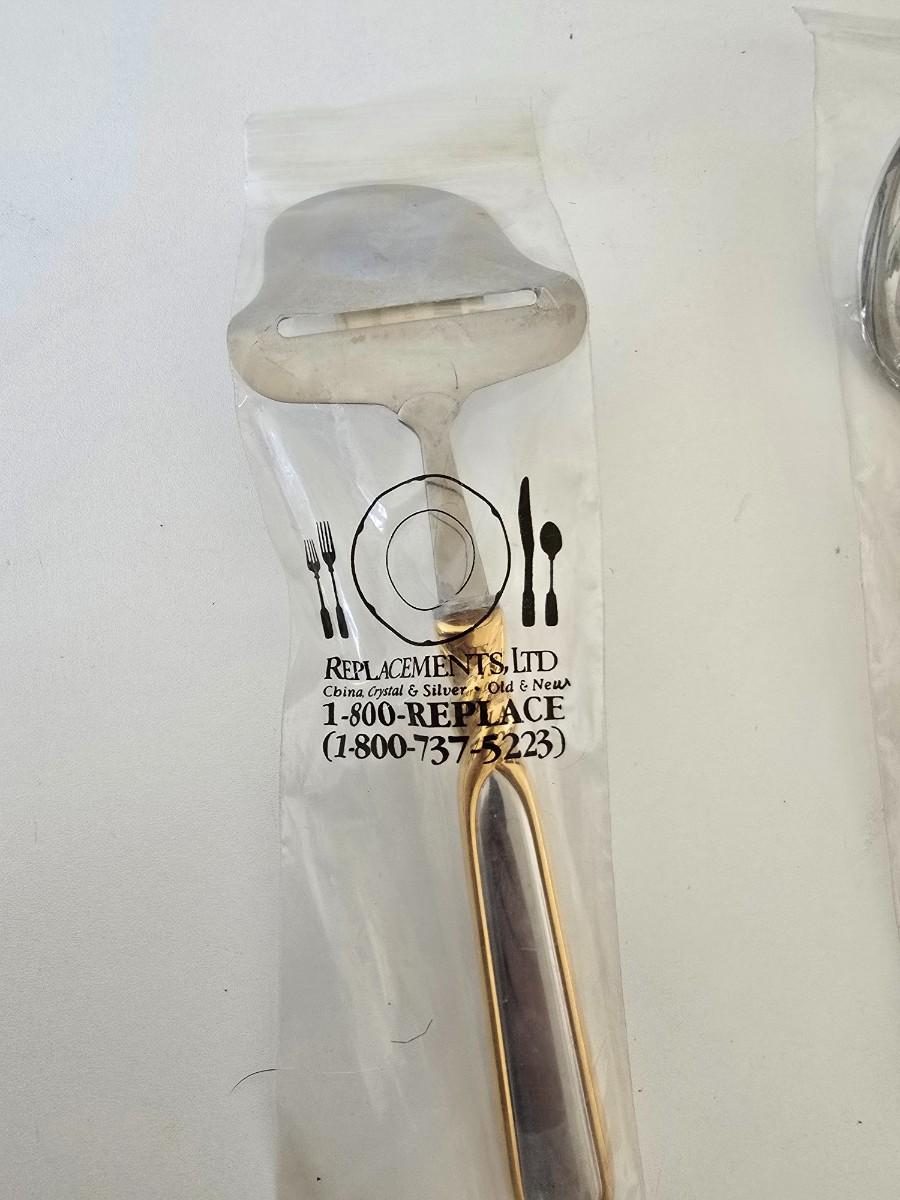 REPLACEMENTS, LTD
China, Crystal & Silver • Old & New
1-800-REPLACE
(1-800-737-5223)